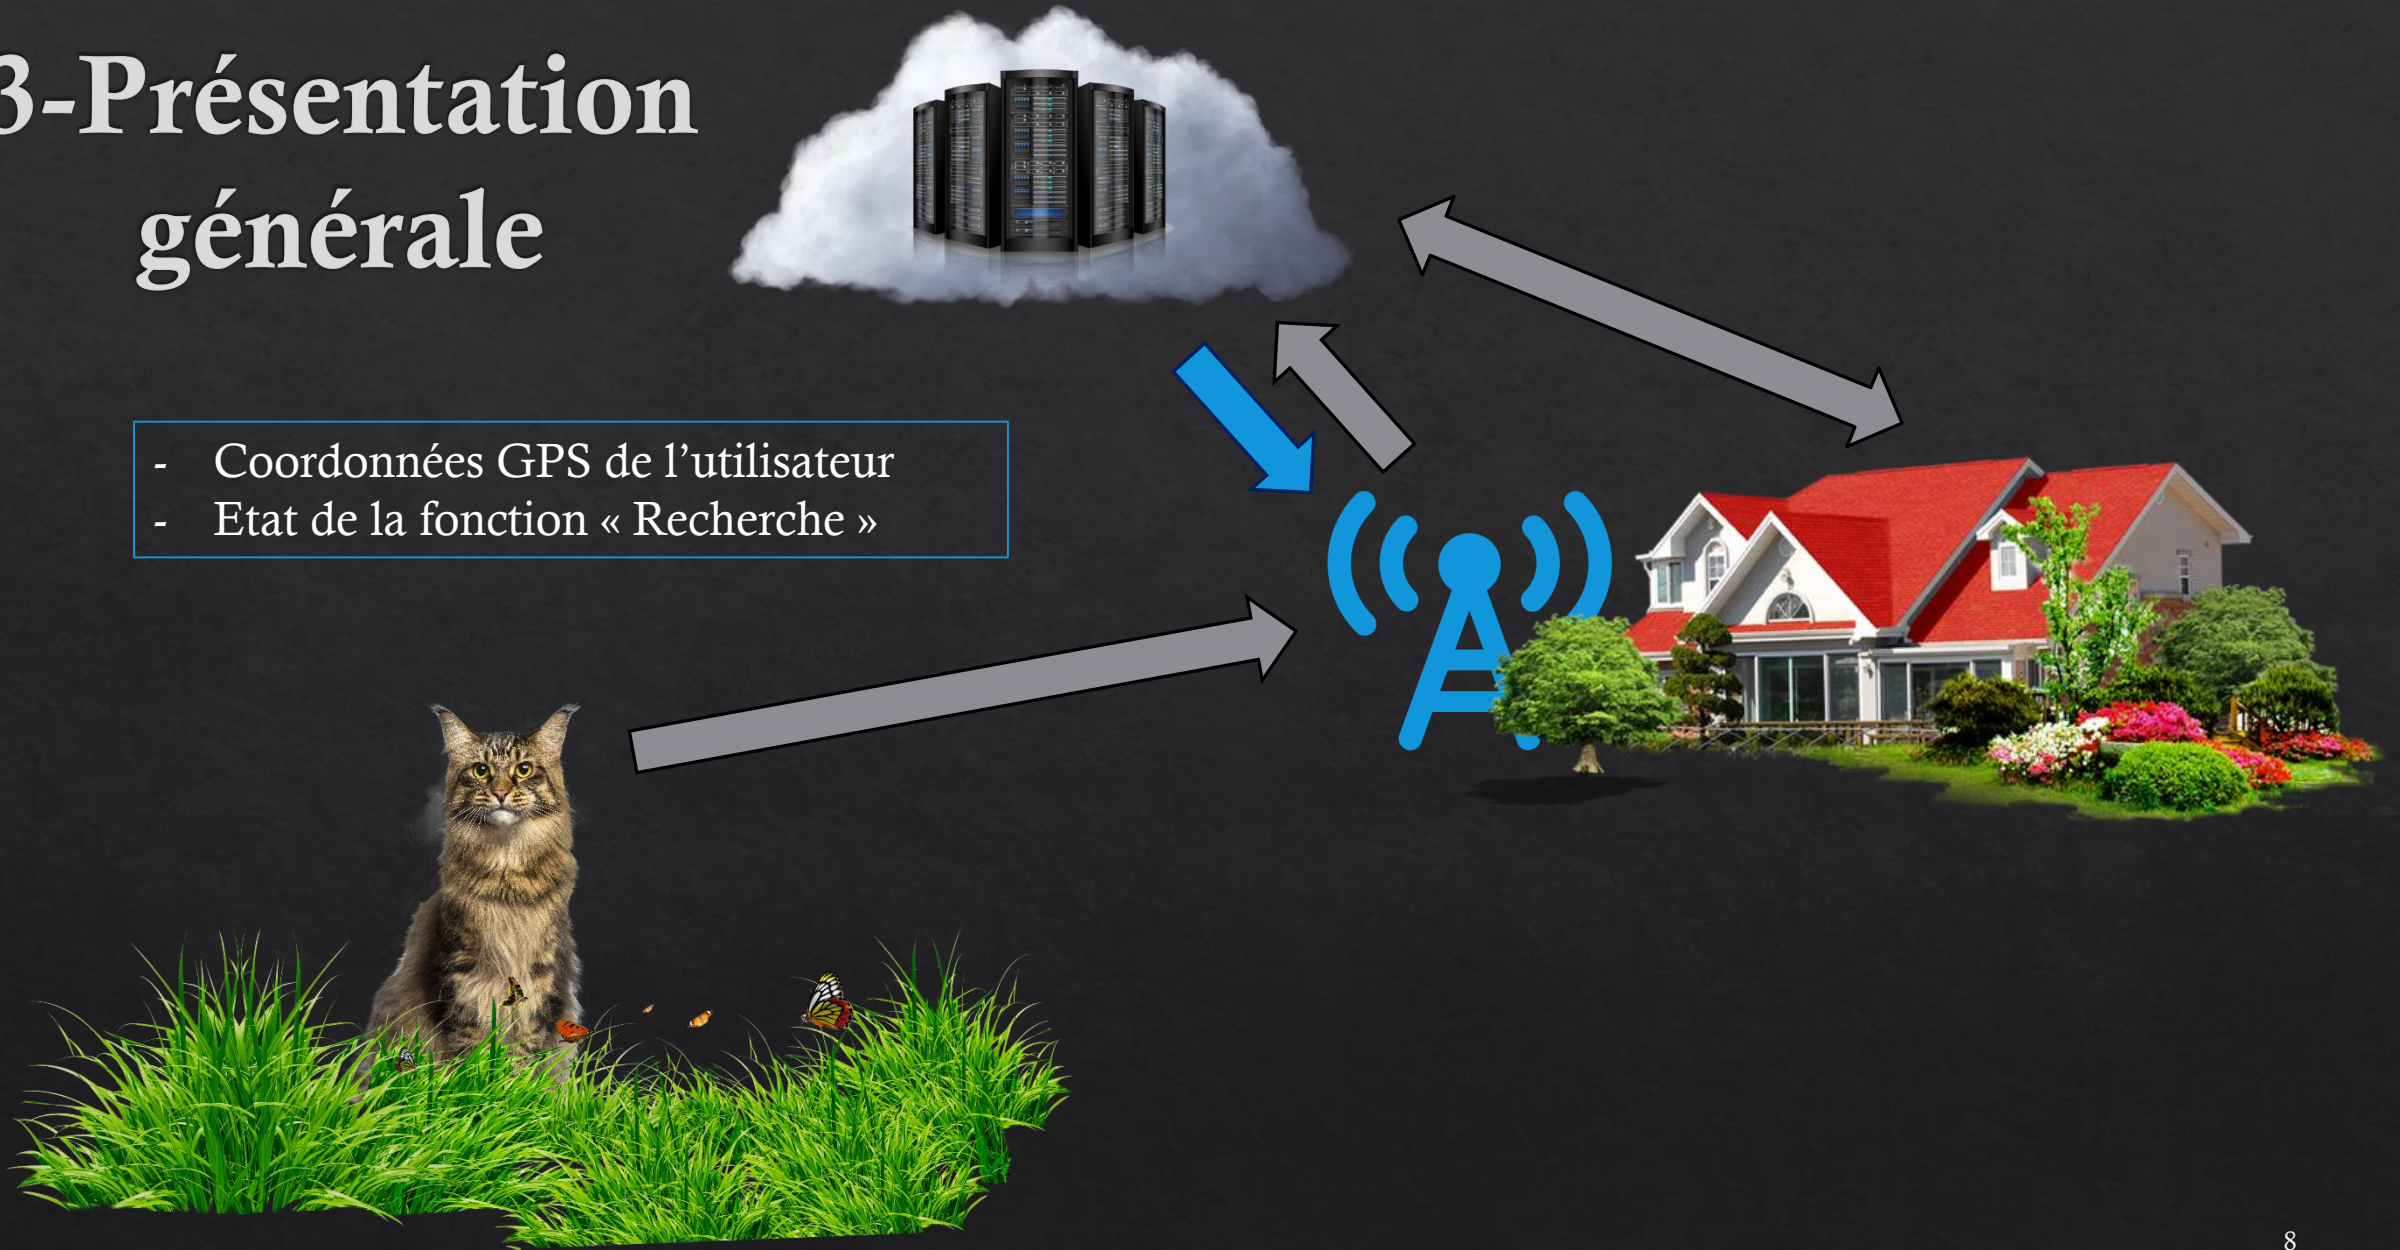 3-Présentation
générale
- Coordonnées GPS de l’utilisateur
- Etat de la fonction « Recherche »
8